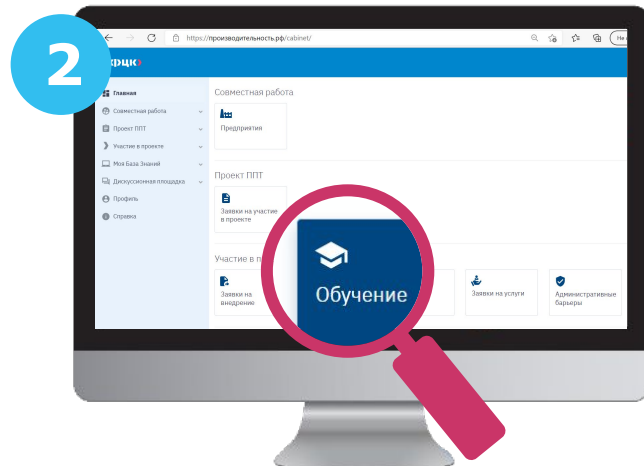 2
https://производительность.рф/cabinet/
Не
Главная
Совместная работа
Проект ППТ
Участие в проекте
Моя База Знаний
Дискуссионная площадка
Профиль
Справка
Совместная работа
Предприятие
Проект ППТ
Заявки на участие
в проекте
Участие в п
Заявки на
внедрение
Обучение
Заявки на услуги
Административные
барьеры